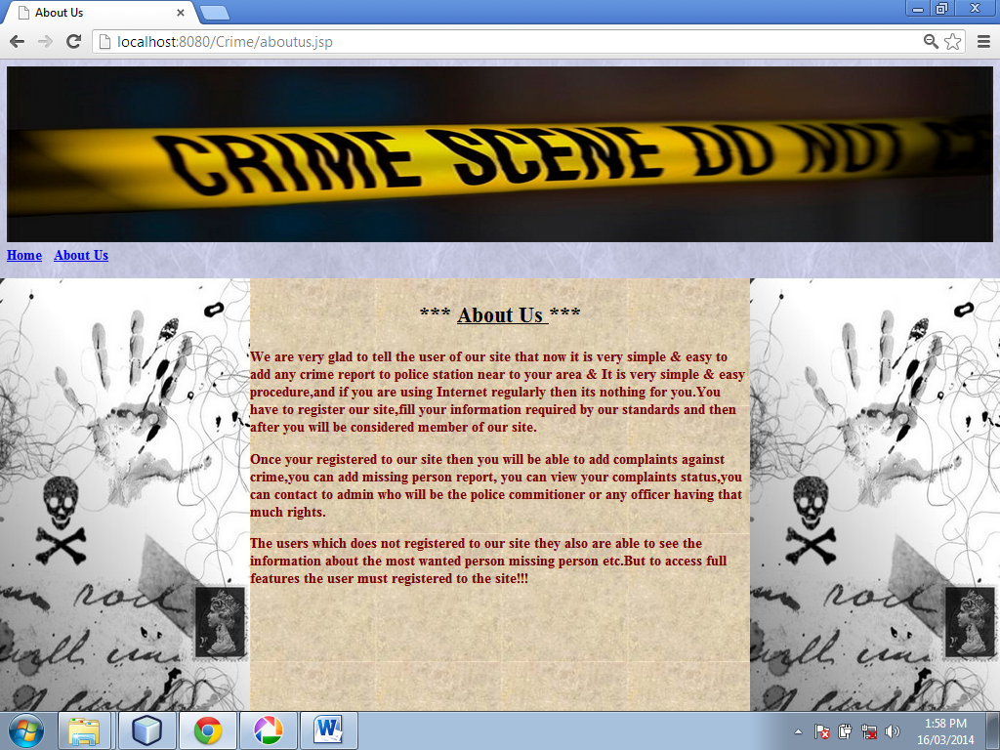 About Us
localhost:8080/Crime/aboutus.jsp
CRIME SCENE DO NOT
Home About Us
*** About Us ***
We are very glad to tell the user of our site that now it is very simple & easy to
add any crime report to police station near to your area & It is very simple & easy
procedure,and if you are using Internet regularly then its nothing for you.You
have to register our site,fill your information required by our standards and then
after you will be considered member of our site.
Once your registered to our site then you will be able to add complaints against
crime,you can add missing person report, you can view your complaints status,you
can contact to admin who will be the police commitioner or any officer having that
much rights.
The users which does not registered to our site they also are able to see the
information about the most wanted person missing person etc.But to access full
features the user must registered to the site!!!
1:58 PM
16/03/2014